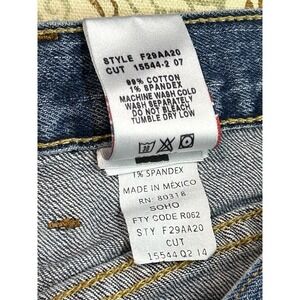 STYLE F29AA20
CUT 15544-2 07
99% COTTON
1% SPANDEX
MACHINE WASH COLD
WASH SEPARATELY
DO NOT BLEACH
TUMBLE DRY LOW
1% SPANDEX
MADE IN MEXICO
RN: 80318
SOHO
FTY CODE R062
STY F29AA20
CUT
15544 Q2 14